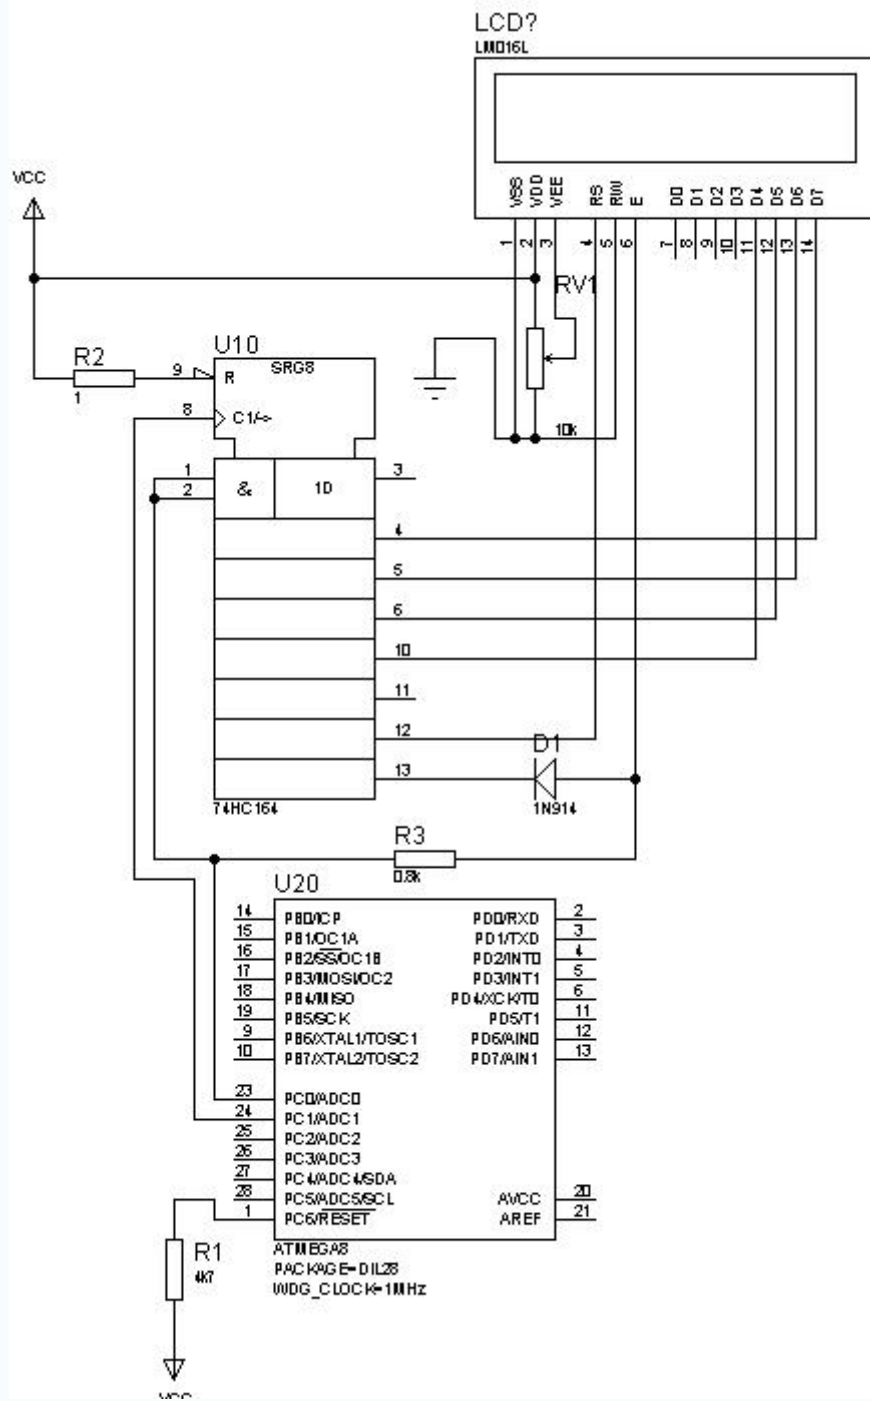 LCD?
LM016L
VSS
VDD
VEE
RS
RW
E
D0
D1
D2
D3
D4
D5
D6
D7
1
2
3
4
5
6
7
8
9
10
11
12
13
14
VCC
RV1
10k
R2
1
U10
SRG8
9
R
8
C1/->
1
2
&
1D
3
4
5
6
10
11
12
13
74HC164
D1
1N914
R3
0.8k
U20
14 PB0/ICP
15 PB1/OC1A
16 PB2/SS/OC1B
17 PB3/MOSI/OC2
18 PB4/MISO
19 PB5/SCK
9 PB6/XTAL1/TOSC1
10 PB7/XTAL2/TOSC2
23 PC0/ADC0
24 PC1/ADC1
25 PC2/ADC2
26 PC3/ADC3
27 PC4/ADC4/SDA
28 PC5/ADC5/SCL
1 PC6/RESET
PD0/RXD 2
PD1/TXD 3
PD2/INT0 4
PD3/INT1 5
PD4/XCK/T0 6
PD5/T1 11
PD6/AIN0 12
PD7/AIN1 13
AVCC 20
AREF 21
ATMEGA8
PACKAGE=DIL28
WDG_CLOCK=1MHz
R1
4K7
VCC